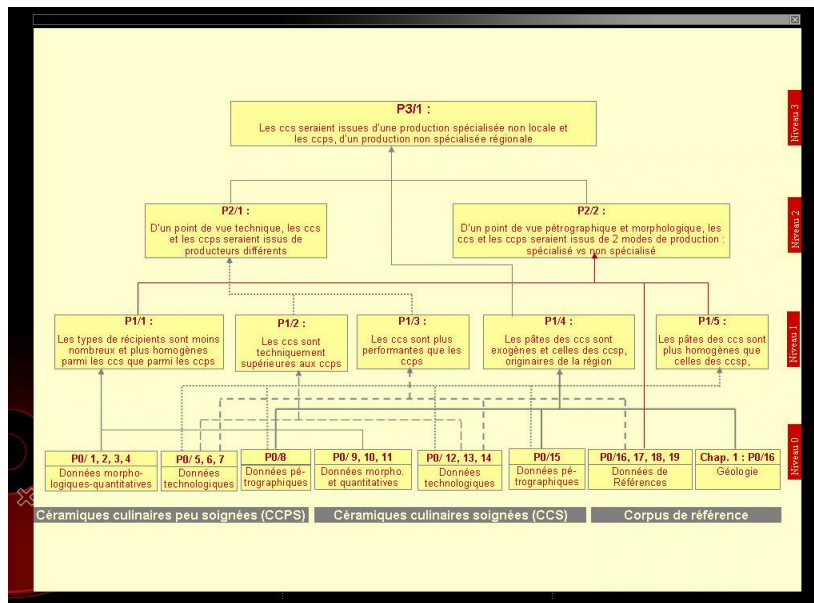 P3/1 :
Les ccs seraient issues d'une production spécialisée non locale et
les ccps, d'un production non spécialisée régionale
Niveau 3
P2/1 :
D'un point de vue technique, les ccs
et les ccps seraient issus de
producteurs différents
P2/2 :
D'un point de vue pétrographique et morphologique, les
ccs et les ccps seraient issus de 2 modes de production :
spécialisé vs non spécialisé
Niveau 2
P1/1 :
Les types de récipients sont moins
nombreux et plus homogènes
parmi les ccs que parmi les ccps
P1/2 :
Les ccs sont
techniquement
supérieures aux ccps
P1/3 :
Les ccs sont plus
performantes que les
ccps
P1/4 :
Les pâtes des ccs sont
exogènes et celles des ccsp,
originaires de la région
P1/5 :
Les pâtes des ccs sont
plus homogènes que
celles des ccsp,
Niveau 1
P0/ 1, 2, 3, 4
Données morpho-
logiques-quantitatives
P0/ 5, 6, 7
Données
technologiques
P0/8
Données pé-
trographiques
P0/ 9, 10, 11
Données morpho.
et quantitatives
P0/ 12, 13, 14
Données
technologiques
P0/15
Données pé-
trographiques
P0/16, 17, 18, 19
Données de
Références
Chap. 1 : P0/16
Géologie
Niveau 0
Céramiques culinaires peu soignées (CCPS)
Céramiques culinaires soignées (CCS)
Corpus de référence